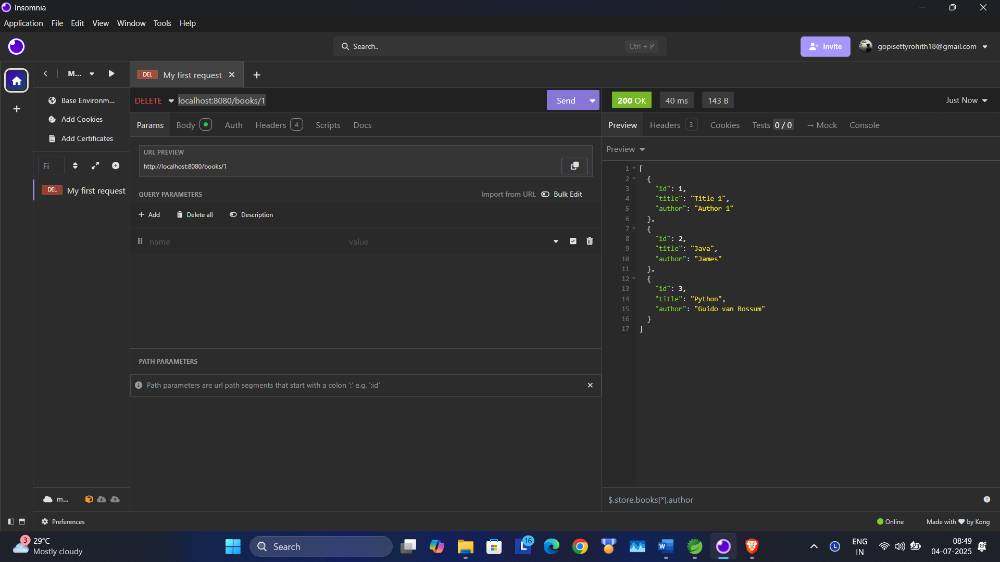 Insomnia
Application File Edit View Window Tools Help
Search.. Ctrl + P
Invite
gopisettyrohith18@gmail.com
M...
DEL My first request
Base Environm...
Add Cookies
Add Certificates
Fi
DEL My first request
DELETE localhost:8080/books/1 Send
Params Body Auth Headers 4 Scripts Docs
URL PREVIEW
http://localhost:8080/books/1
QUERY PARAMETERS Import from URL Bulk Edit
Add Delete all Description
name value
PATH PARAMETERS
Path parameters are url path segments that start with a colon ':' e.g. ':id'
200 OK 40 ms 143 B Just Now
Preview Headers 3 Cookies Tests 0 / 0 → Mock Console
Preview
1 [
2 {
3 "id": 1,
4 "title": "Title 1",
5 "author": "Author 1"
6 },
7 {
8 "id": 2,
9 "title": "Java",
10 "author": "James"
11 },
12 {
13 "id": 3,
14 "title": "Python",
15 "author": "Guido van Rossum"
16 }
17 ]
$.store.books[*].author
m...
Preferences
Online Made with by Kong
3 29°C
Mostly cloudy
Search
L 16
W
L
ENG
IN
08:49
04-07-2025